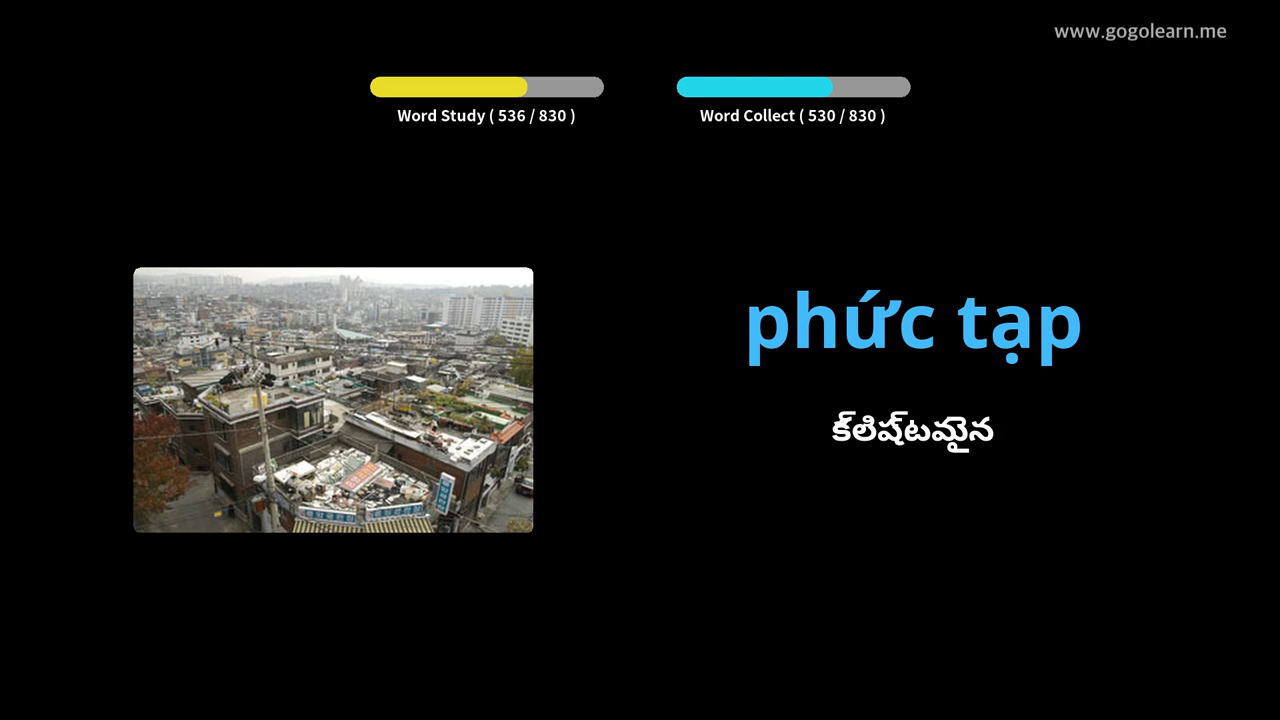 www.gogolearn.me
Word Study ( 536 / 830 )
Word Collect ( 530 / 830 )
phức tạp
క్‌లిష్‌టమైన